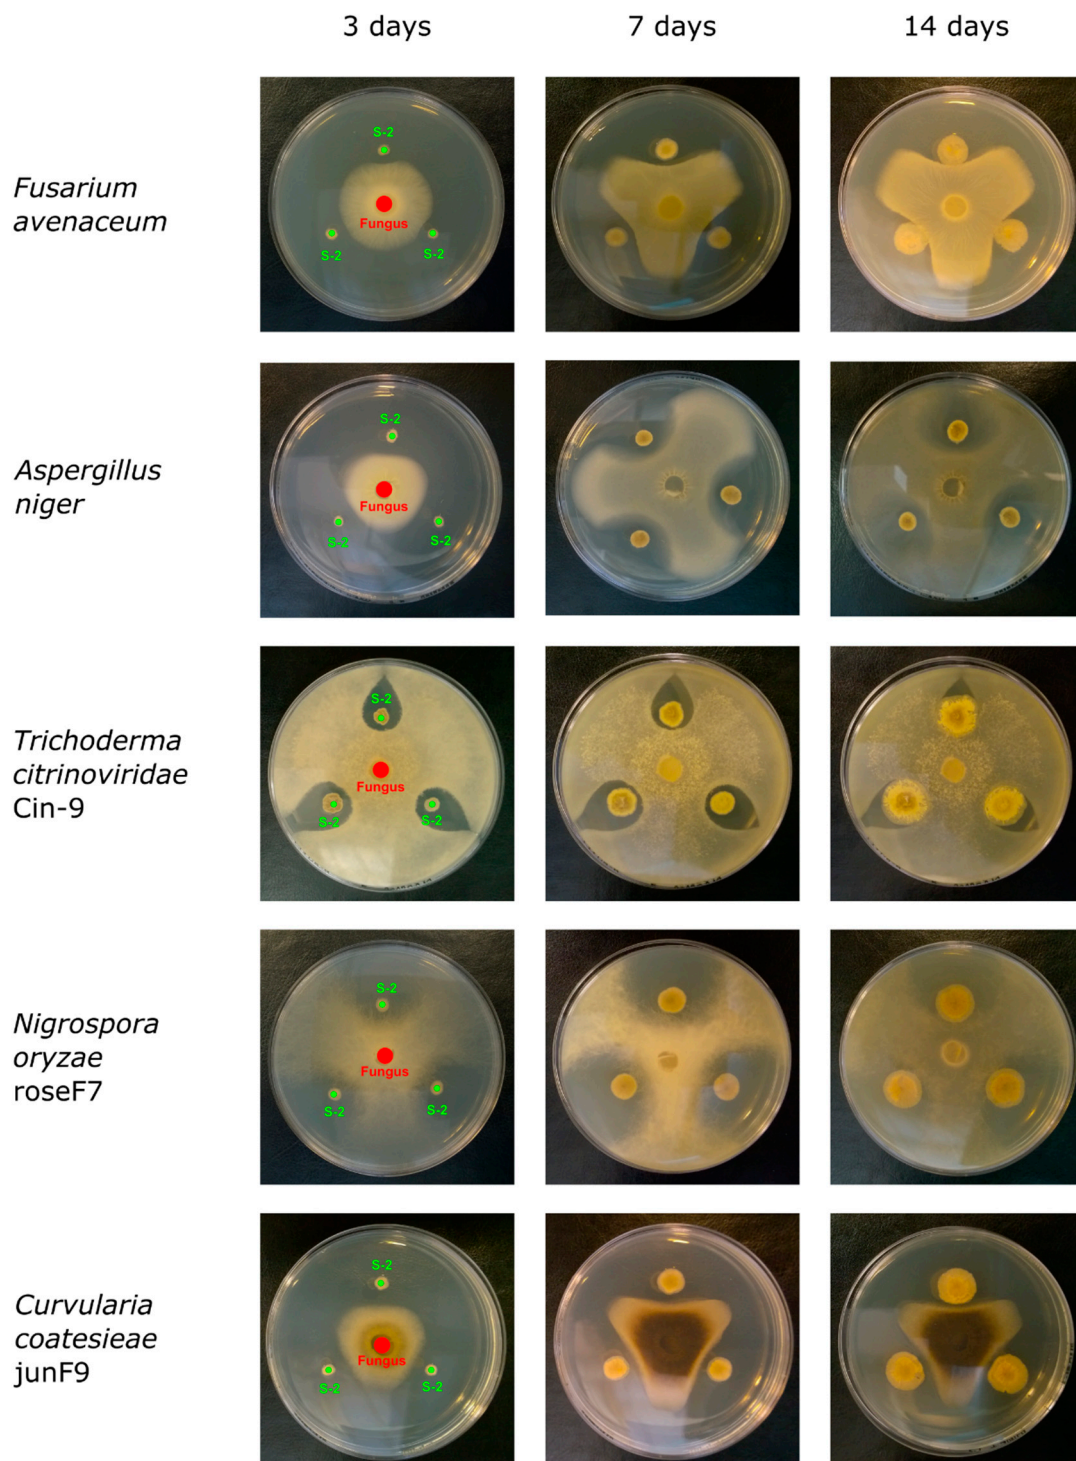 3 days 7 days 14 days
Fusarium
avenaceum
S-2
Fungus
S-2 S-2
Aspergillus
niger
S-2
Fungus
S-2 S-2
Trichoderma
citrinoviridae
Cin-9
S-2
Fungus
S-2 S-2
Nigrospora
oryzae
roseF7
S-2
Fungus
S-2 S-2
Curvularia
coatesieae
junF9
S-2
Fungus
S-2 S-2